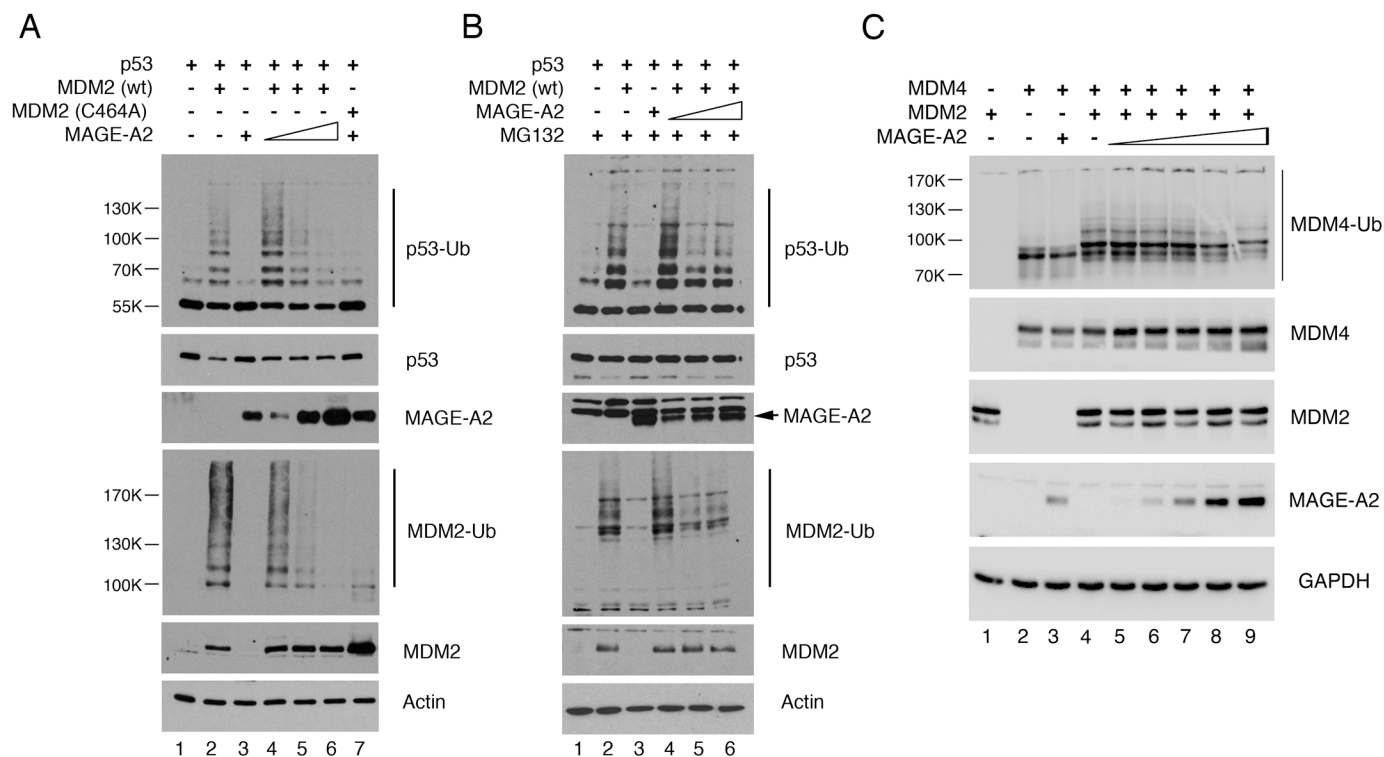 A
p53 + + + + + + +
MDM2 (wt) - + - + + + -
MDM2 (C464A) - - - - - - +
MAGE-A2 - - + +
130K
100K
70K
55K
p53-Ub
p53
MAGE-A2
170K
130K
100K
MDM2-Ub
MDM2
Actin
1 2 3 4 5 6 7
B
p53 + + + + + +
MDM2 (wt) - + - + + +
MAGE-A2 - - +
MG132 + + + + + +
p53-Ub
p53
MAGE-A2
MDM2-Ub
MDM2
Actin
1 2 3 4 5 6
C
MDM4 - + + + + + + + +
MDM2 + - - + + + + + +
MAGE-A2 - - + -
170K
130K
100K
70K
MDM4-Ub
MDM4
MDM2
MAGE-A2
GAPDH
1 2 3 4 5 6 7 8 9